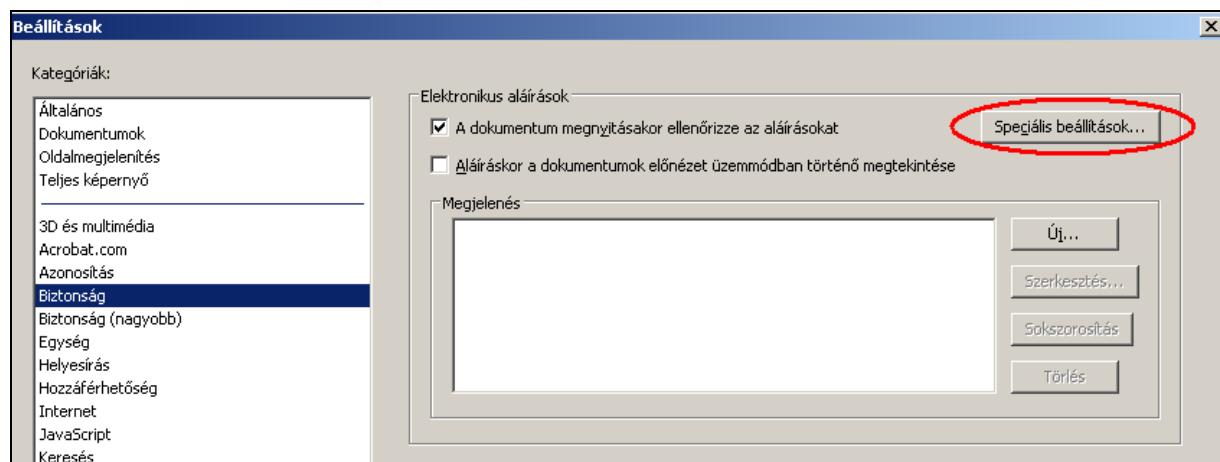 Beállítások
Kategóriák:
Általános
Dokumentumok
Oldalmegjelenítés
Teljes képernyő
3D és multimédia
Acrobat.com
Azonosítás
Biztonság
Biztonság (nagyobb)
Egység
Helyesírás
Hozzáférhetőség
Internet
JavaScript
Keresés
Elektronikus aláírások
A dokumentum megnyitásakor ellenőrizze az aláírásokat
Speciális beállítások...
Aláíráskor a dokumentumok előnézet üzemmódban történő megtekintése
Megjelenés
Új...
Szerkesztés...
Sokszorosítás
Törlés